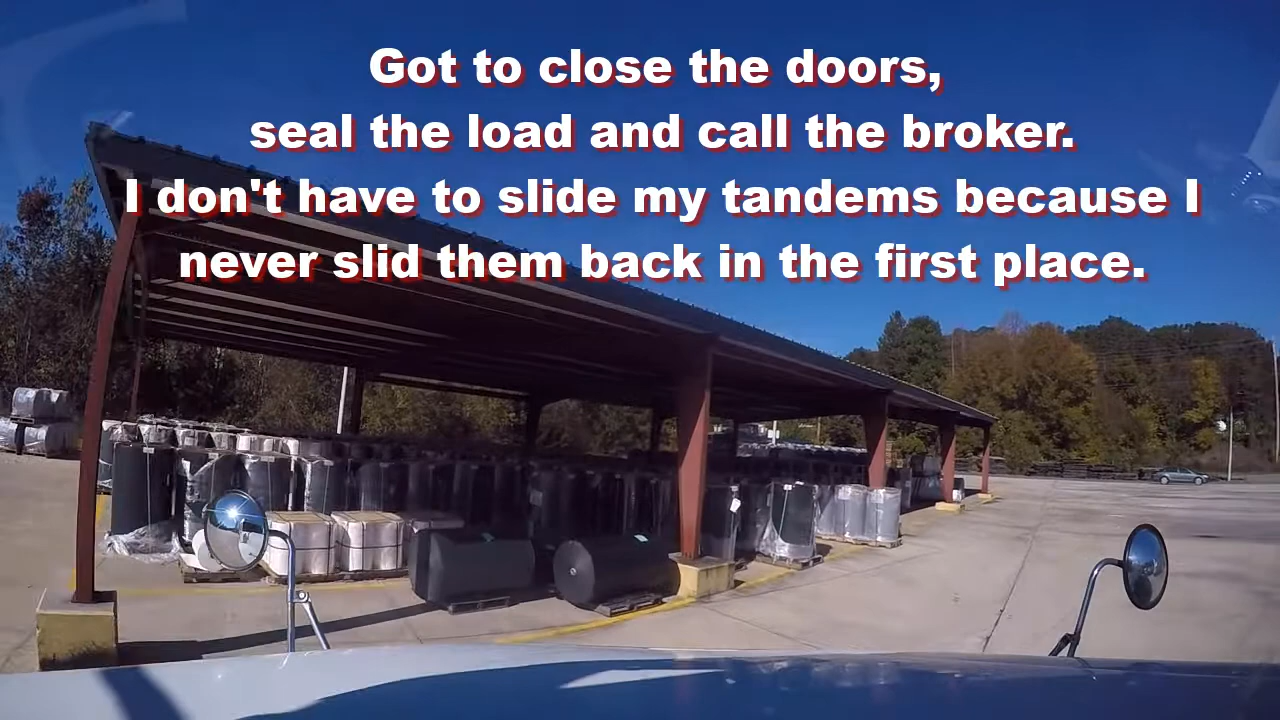 Got to close the doors,
seal the load and call the broker.
I don't have to slide my tandems because I
never slid them back in the first place.